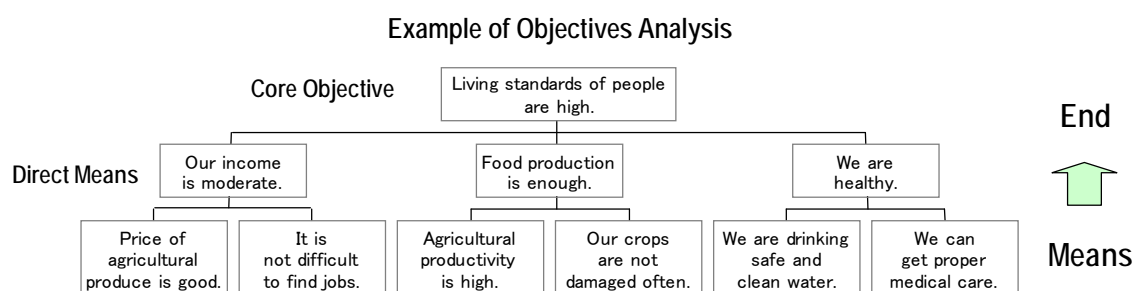 Example of Objectives Analysis
Core Objective
Living standards of people
are high.
End
Direct Means
Our income
is moderate.
Food production
is enough.
We are
healthy.
Price of
agricultural
produce is good.
It is
not difficult
to find jobs.
Agricultural
productivity
is high.
Our crops
are not
damaged often.
We are drinking
safe and
clean water.
We can
get proper
medical care.
Means